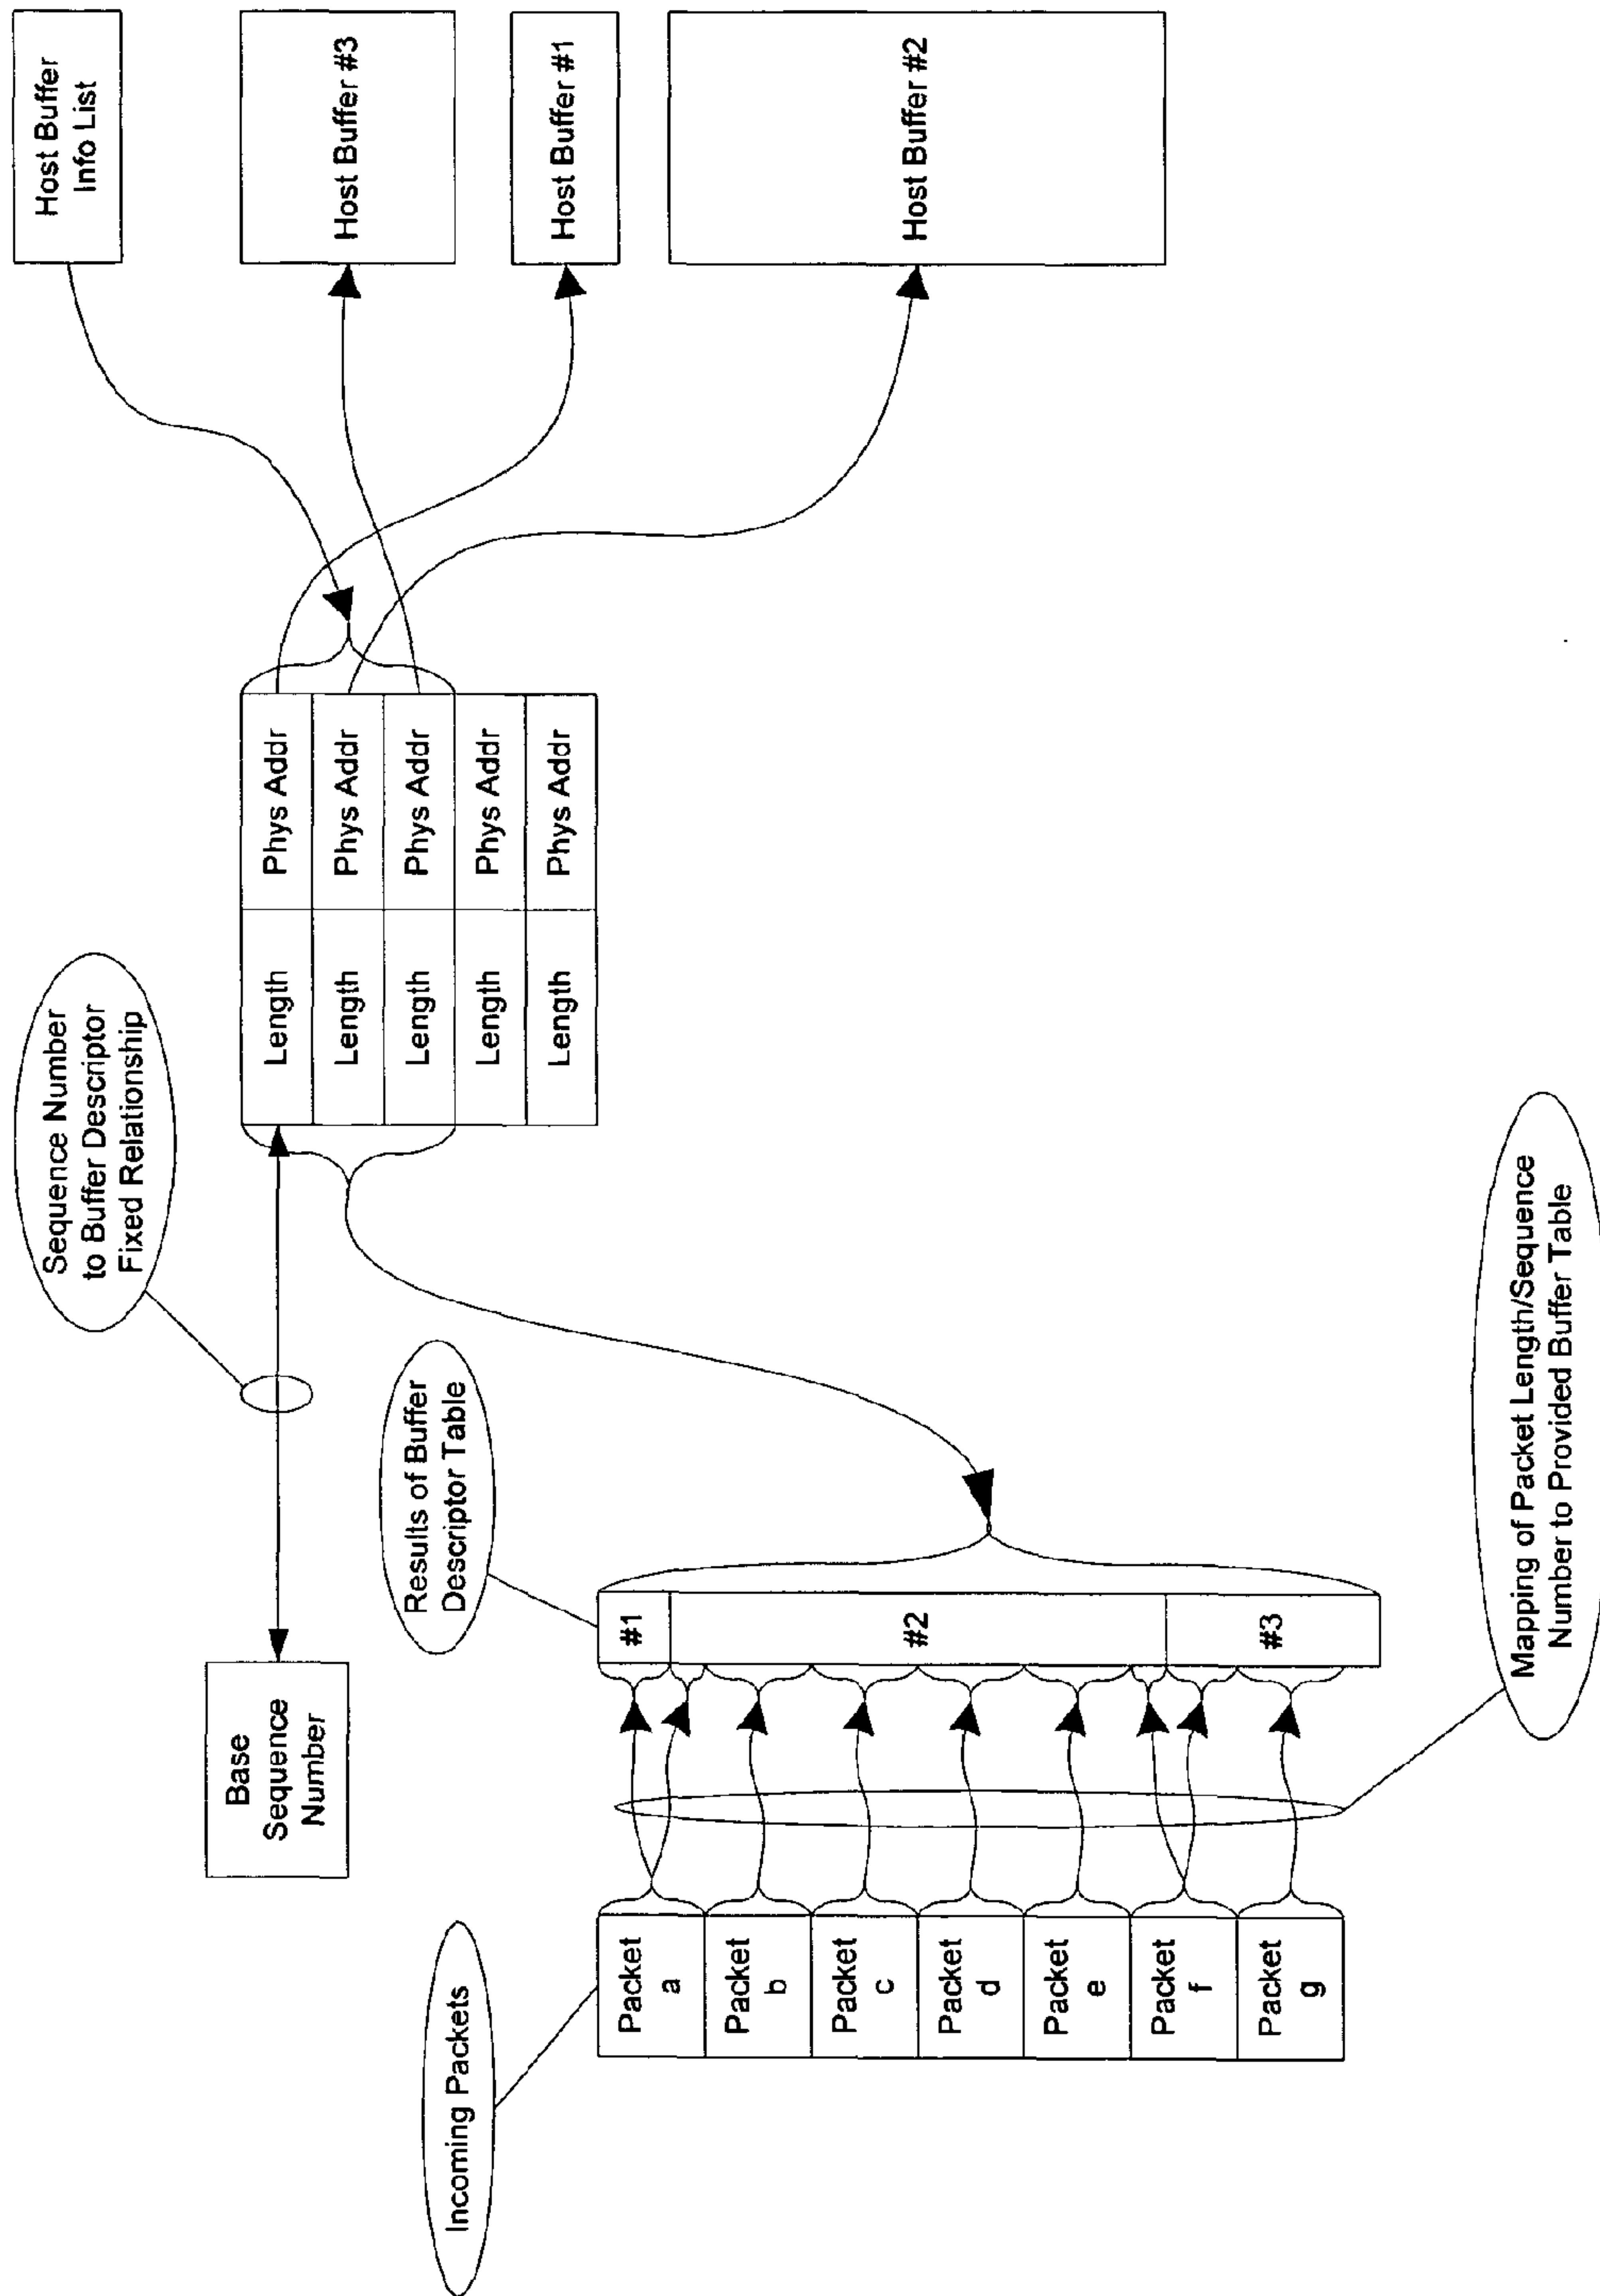 Incoming Packets
Packet
a
Packet
b
Packet
c
Packet
d
Packet
e
Packet
f
Packet
g
Base
Sequence
Number
Mapping of Packet Length/Sequence
Number to Provided Buffer Table
Results of Buffer
Descriptor Table
#1
#2
#3
Sequence Number
to Buffer Descriptor
Fixed Relationship
Length
Phys Addr
Length
Phys Addr
Length
Phys Addr
Length
Phys Addr
Length
Phys Addr
Host Buffer
Info List
Host Buffer #3
Host Buffer #1
Host Buffer #2